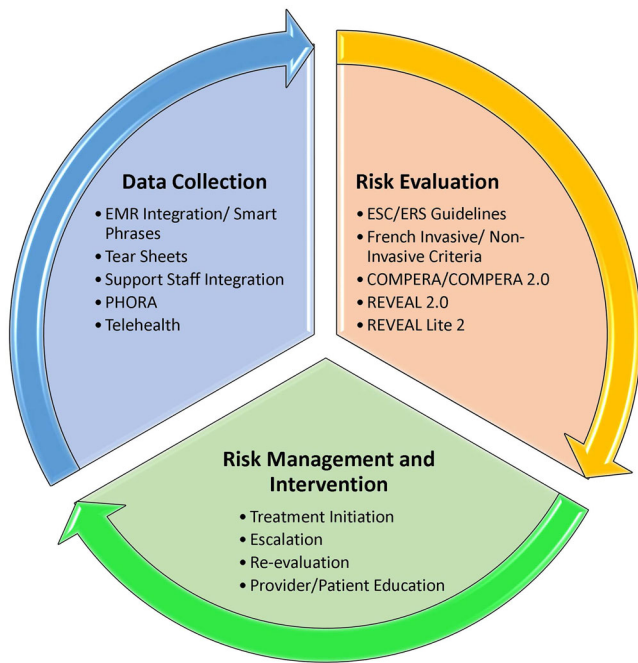 Data Collection
• EMR Integration/ Smart
Phrases
• Tear Sheets
• Support Staff Integration
• PHORA
• Telehealth
Risk Evaluation
• ESC/ERS Guidelines
• French Invasive/ Non-
Invasive Criteria
• COMPERA/COMPERA 2.0
• REVEAL 2.0
• REVEAL Lite 2
Risk Management and
Intervention
• Treatment Initiation
• Escalation
• Re-evaluation
• Provider/Patient Education